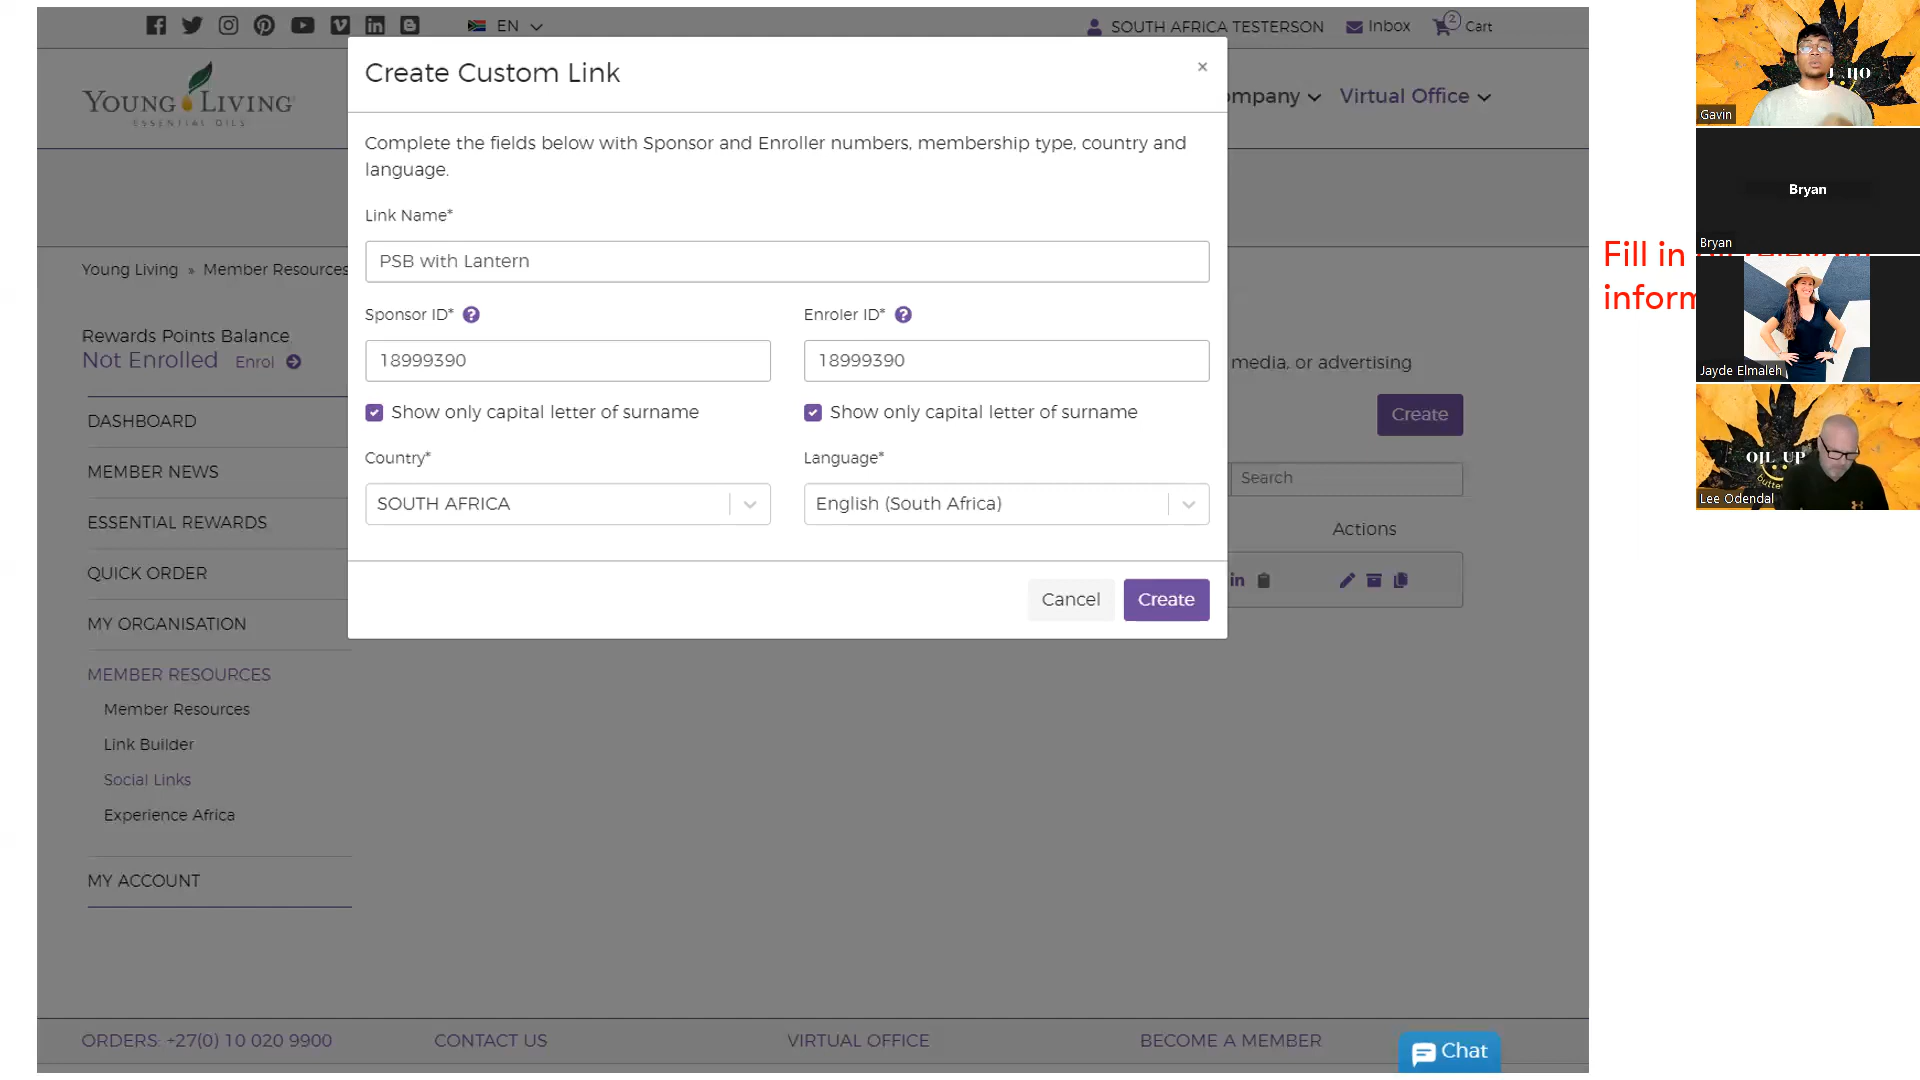 EN
SOUTH AFRICA TESTERSON
Inbox
2
Cart
YOUNG LIVING
ESSENTIAL OILS
ompany
Virtual Office
Create Custom Link
×
Complete the fields below with Sponsor and Enroller numbers, membership type, country and
language.
Link Name*
PSB with Lantern
Sponsor ID*
Enroler ID*
18999390
18999390
Show only capital letter of surname
Show only capital letter of surname
Country*
Language*
SOUTH AFRICA
English (South Africa)
Cancel
Create
Young Living » Member Resources
Rewards Points Balance
Not Enrolled Enrol
DASHBOARD
MEMBER NEWS
ESSENTIAL REWARDS
QUICK ORDER
MY ORGANISATION
MEMBER RESOURCES
Member Resources
Link Builder
Social Links
Experience Africa
MY ACCOUNT
media, or advertising
Create
Search
Actions
ORDERS: +27(0) 10 020 9900
CONTACT US
VIRTUAL OFFICE
BECOME A MEMBER
Chat
Fill in
inform
Gavin
Bryan
Bryan
Jayde Elmaleh
OIL UP
Lee Odendal